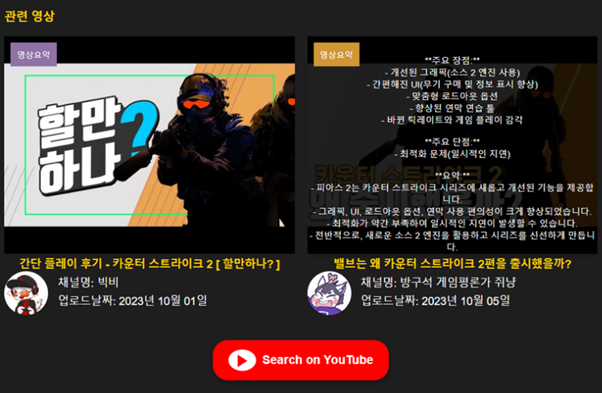 관련 영상
영상요약
할만
하나?
간단 플레이 후기 - 카운터 스트라이크 2 [ 할만하나? ]
채널명: 빅비
업로드날짜: 2023년 10월 01일
영상요약
**주요 장점:**
- 개선된 그래픽(소스 2 엔진 사용)
- 간편해진 UI(무기 구매 및 정보 표시 향상)
- 맞춤형 로드아웃 옵션
- 향상된 연막 연습 툴
- 바뀐 틱레이트와 게임 플레이 감각
**주요 단점:**
- 최적화 문제(일시적인 지연)
**요약:**
- 피아스 2는 카운터 스트라이크 시리즈에 새롭고 개선된 기능을 제공합
니다.
- 그래픽, UI, 로드아웃 옵션, 연막 사용 편의성이 크게 향상되었습니다.
- 최적화가 약간 부족하여 일시적인 지연이 발생할 수 있습니다.
- 전반적으로, 새로운 소스 2 엔진을 활용하고 시리즈를 신선하게 만듭니
다.
카운터 스트라이크 2
밸브는 왜 카운터 스트라이크 2편을 출시했을까?
채널명: 방구석 게임평론가 쥐냥
업로드날짜: 2023년 10월 05일
Search on YouTube